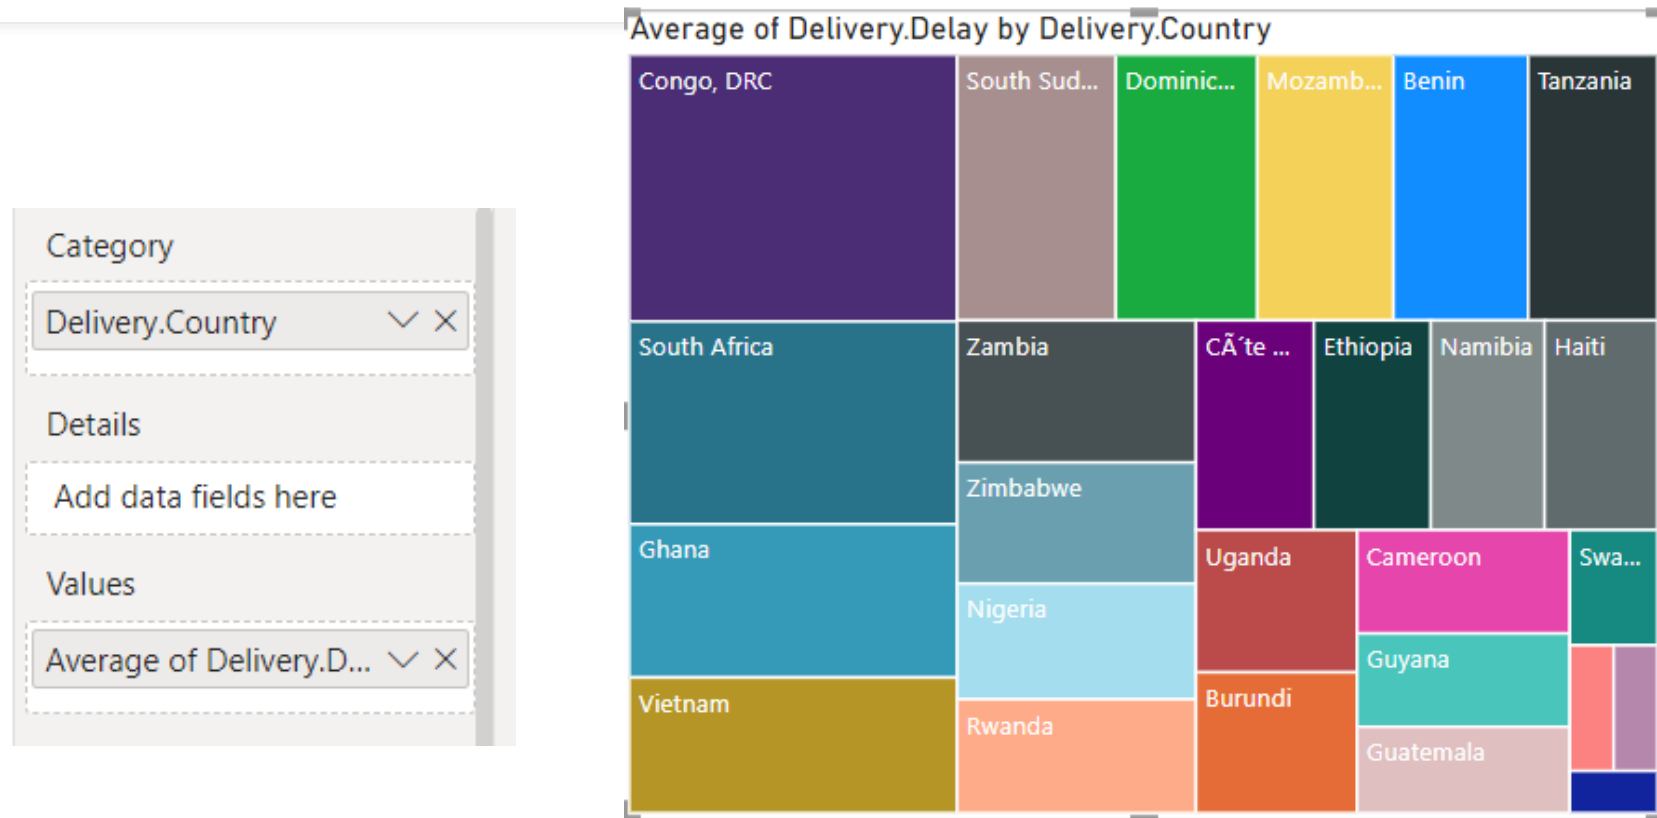 Average of Delivery.Delay by Delivery.Country
Category
Delivery.Country
Details
Add data fields here
Values
Average of Delivery.D...
Congo, DRC
South Sud...
Dominic...
Mozamb...
Benin
Tanzania
South Africa
Zambia
CÃ´te ...
Ethiopia
Namibia
Haiti
Zimbabwe
Ghana
Uganda
Cameroon
Swa...
Nigeria
Guyana
Vietnam
Burundi
Rwanda
Guatemala